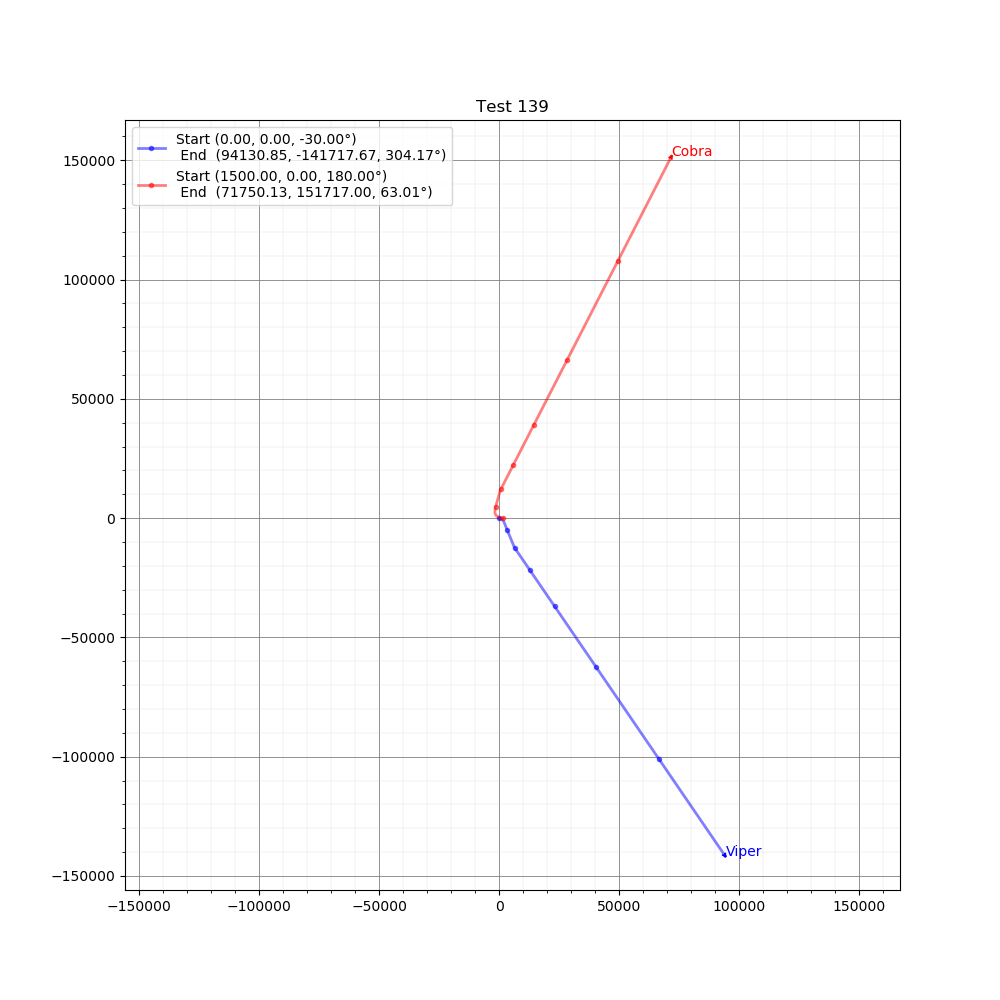 Test 139
Start (0.00, 0.00, -30.00°)
End (94130.85, -141717.67, 304.17°)
Start (1500.00, 0.00, 180.00°)
End (71750.13, 151717.00, 63.01°)
Cobra
Viper
150000
100000
50000
0
−50000
−100000
−150000
−150000 −100000 −50000 0 50000 100000 150000